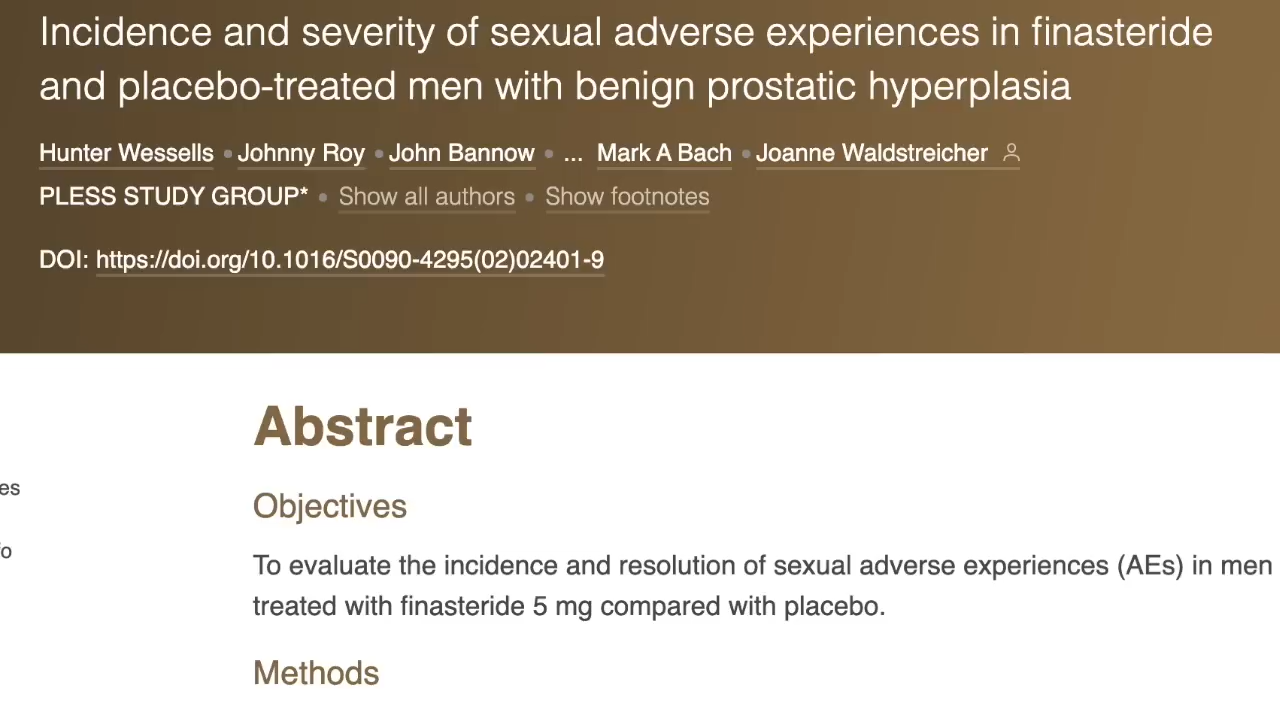 Incidence and severity of sexual adverse experiences in finasteride
and placebo-treated men with benign prostatic hyperplasia
Hunter Wessells • Johnny Roy • John Bannow • ... Mark A Bach • Joanne Waldstreicher
PLESS STUDY GROUP* • Show all authors • Show footnotes
DOI: https://doi.org/10.1016/S0090-4295(02)02401-9
Abstract
es
Objectives
fo
To evaluate the incidence and resolution of sexual adverse experiences (AEs) in men
treated with finasteride 5 mg compared with placebo.
Methods